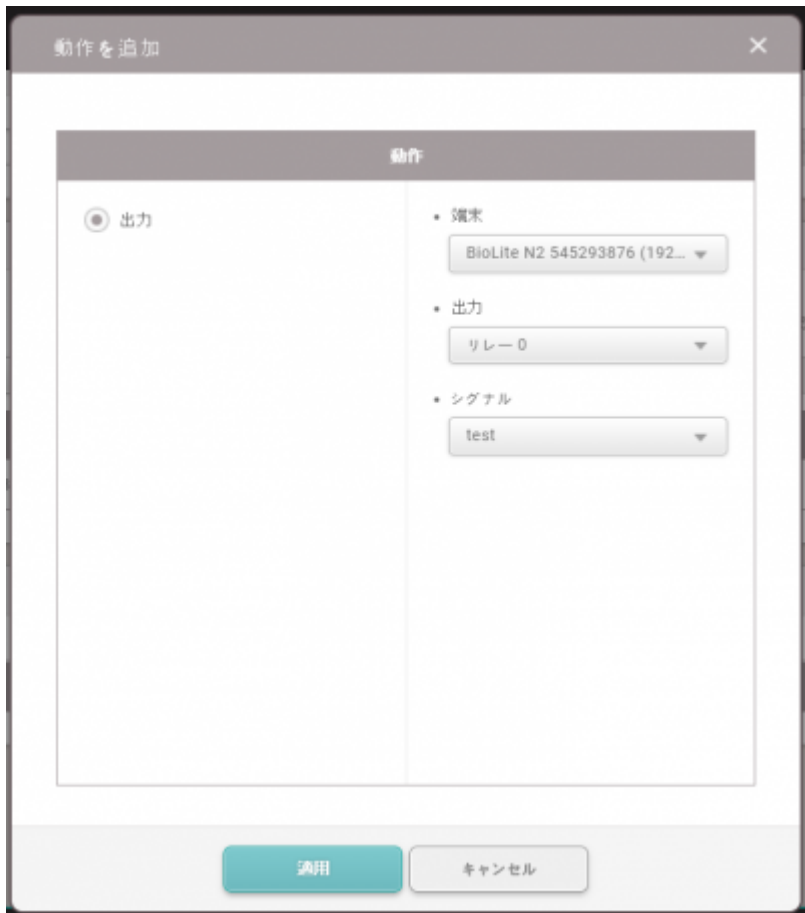 動作を追加
動作
出力
• 端末
BioLite N2 545293876 (192...
• 出力
リレー 0
• シグナル
test
適用
キャンセル